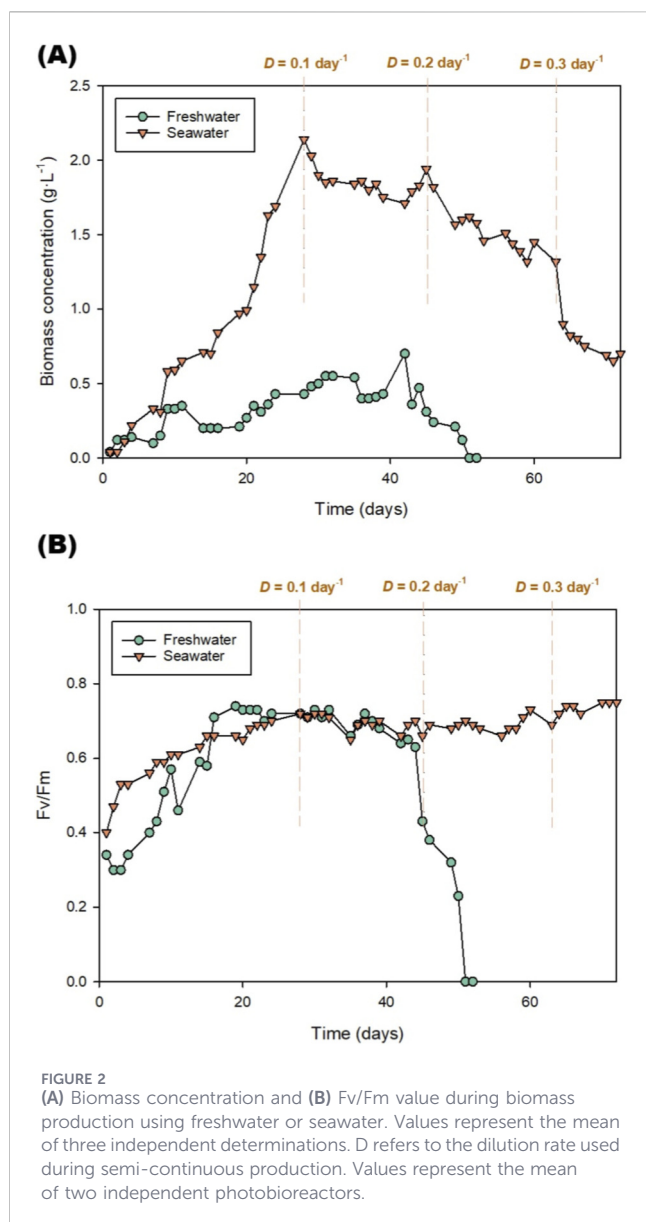 (A)
D = 0.1 day⁻¹ D = 0.2 day⁻¹ D = 0.3 day⁻¹
2.5
Freshwater
Seawater
2.0
1.5
1.0
0.5
0.0
Biomass concentration (g·L⁻¹)
0 20 40 60
Time (days)
(B)
D = 0.1 day⁻¹ D = 0.2 day⁻¹ D = 0.3 day⁻¹
1.0
Freshwater
Seawater
0.8
0.6
0.4
0.2
0.0
Fv/Fm
0 20 40 60
Time (days)
FIGURE 2
(A) Biomass concentration and (B) Fv/Fm value during biomass
production using freshwater or seawater. Values represent the mean
of three independent determinations. D refers to the dilution rate used
during semi-continuous production. Values represent the mean
of two independent photobioreactors.